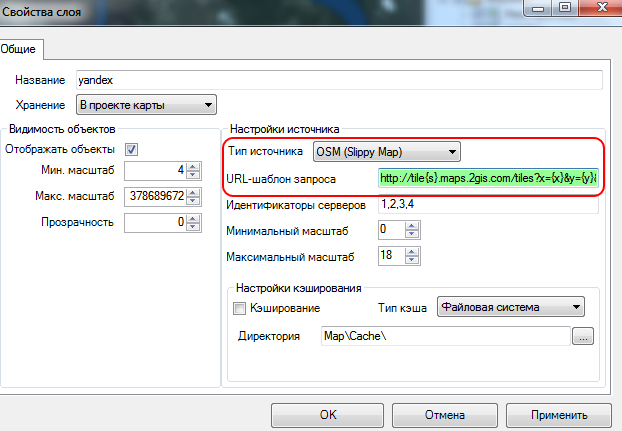 Свойства слоя
Общие
Название yandex
Хранение В проекте карты
Видимость объектов
Отображать объекты
Мин. масштаб 4
Макс. масштаб 378689672
Прозрачность 0
Настройки источника
Тип источника OSM (Slippy Map)
URL-шаблон запроса http://tile{s}.maps.2gis.com/tiles?x={x}&y={y}&
Идентификаторы серверов 1,2,3,4
Минимальный масштаб 0
Максимальный масштаб 18
Настройки кэширования
Кэширование Тип кэша Файловая система
Директория Map\Cache\ ...
OK Отмена Применить